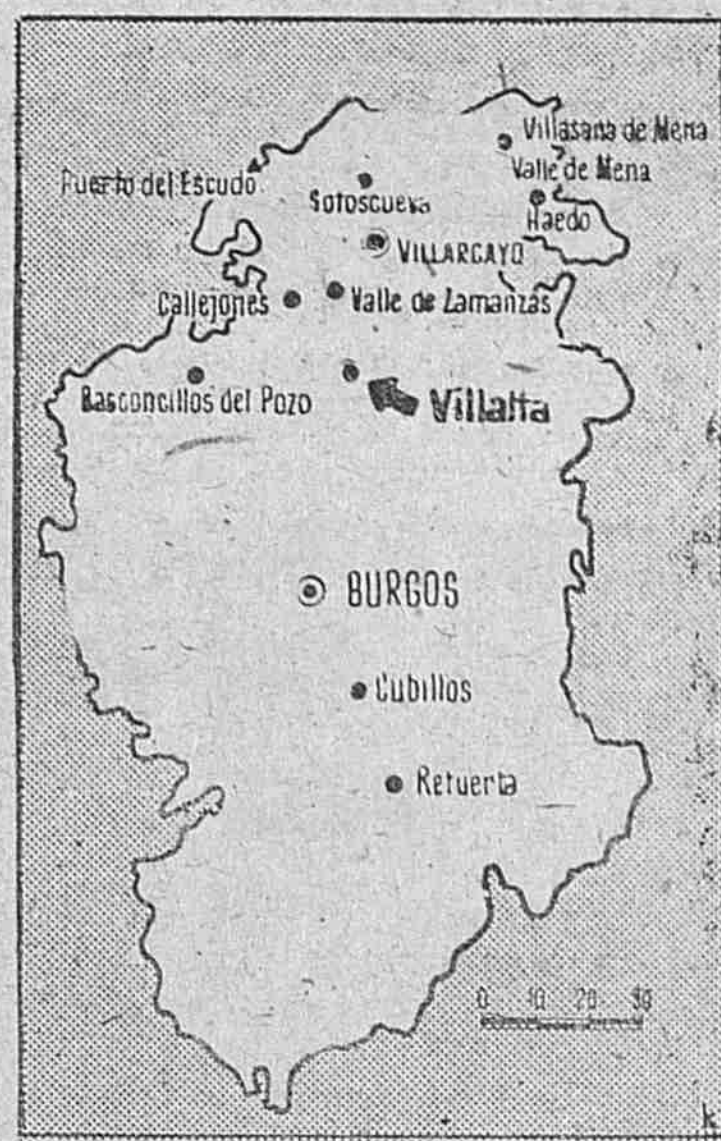 Villasana de Mena
Valle de Mena
Puerto del Escudo
Sotoscueva
Haedo
VILLARCAYO
Callejones
Valle de Zamanzas
Basconcillos del Pozo
Villalta
BURGOS
Cubillos
Retuerta
0 10 20 30
k